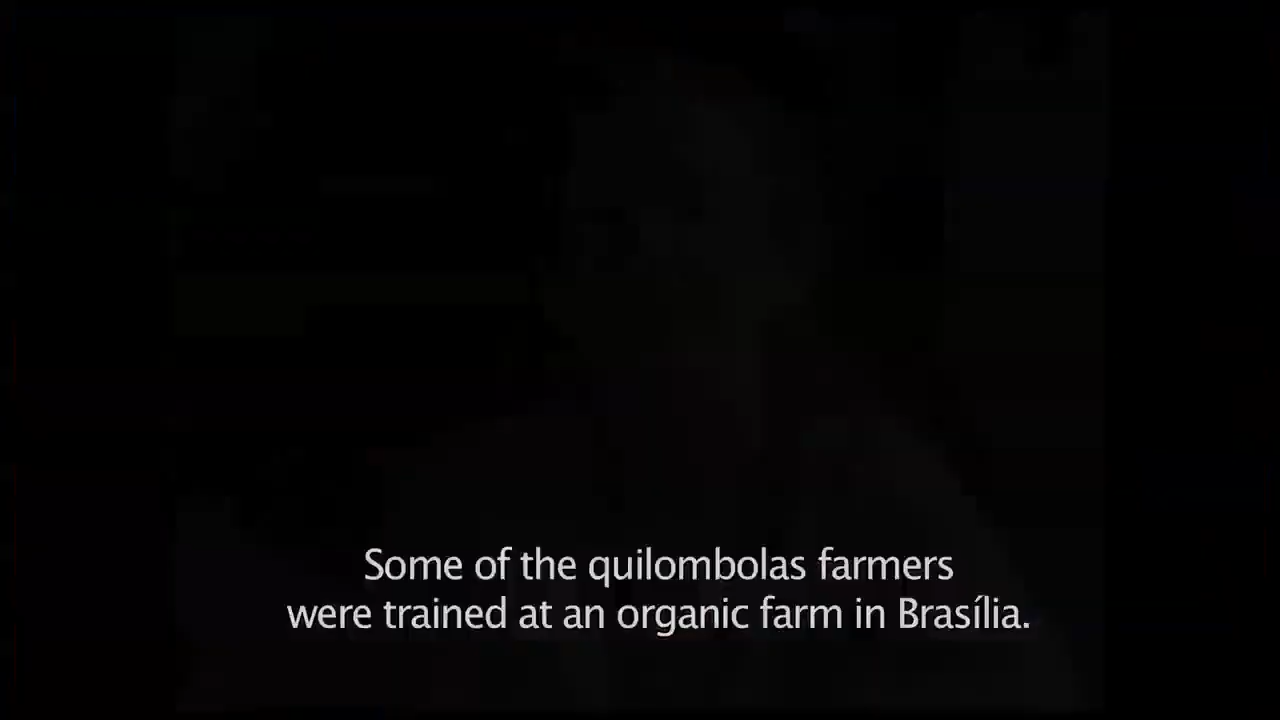 Some of the quilombolas farmers
were trained at an organic farm in Brasília.